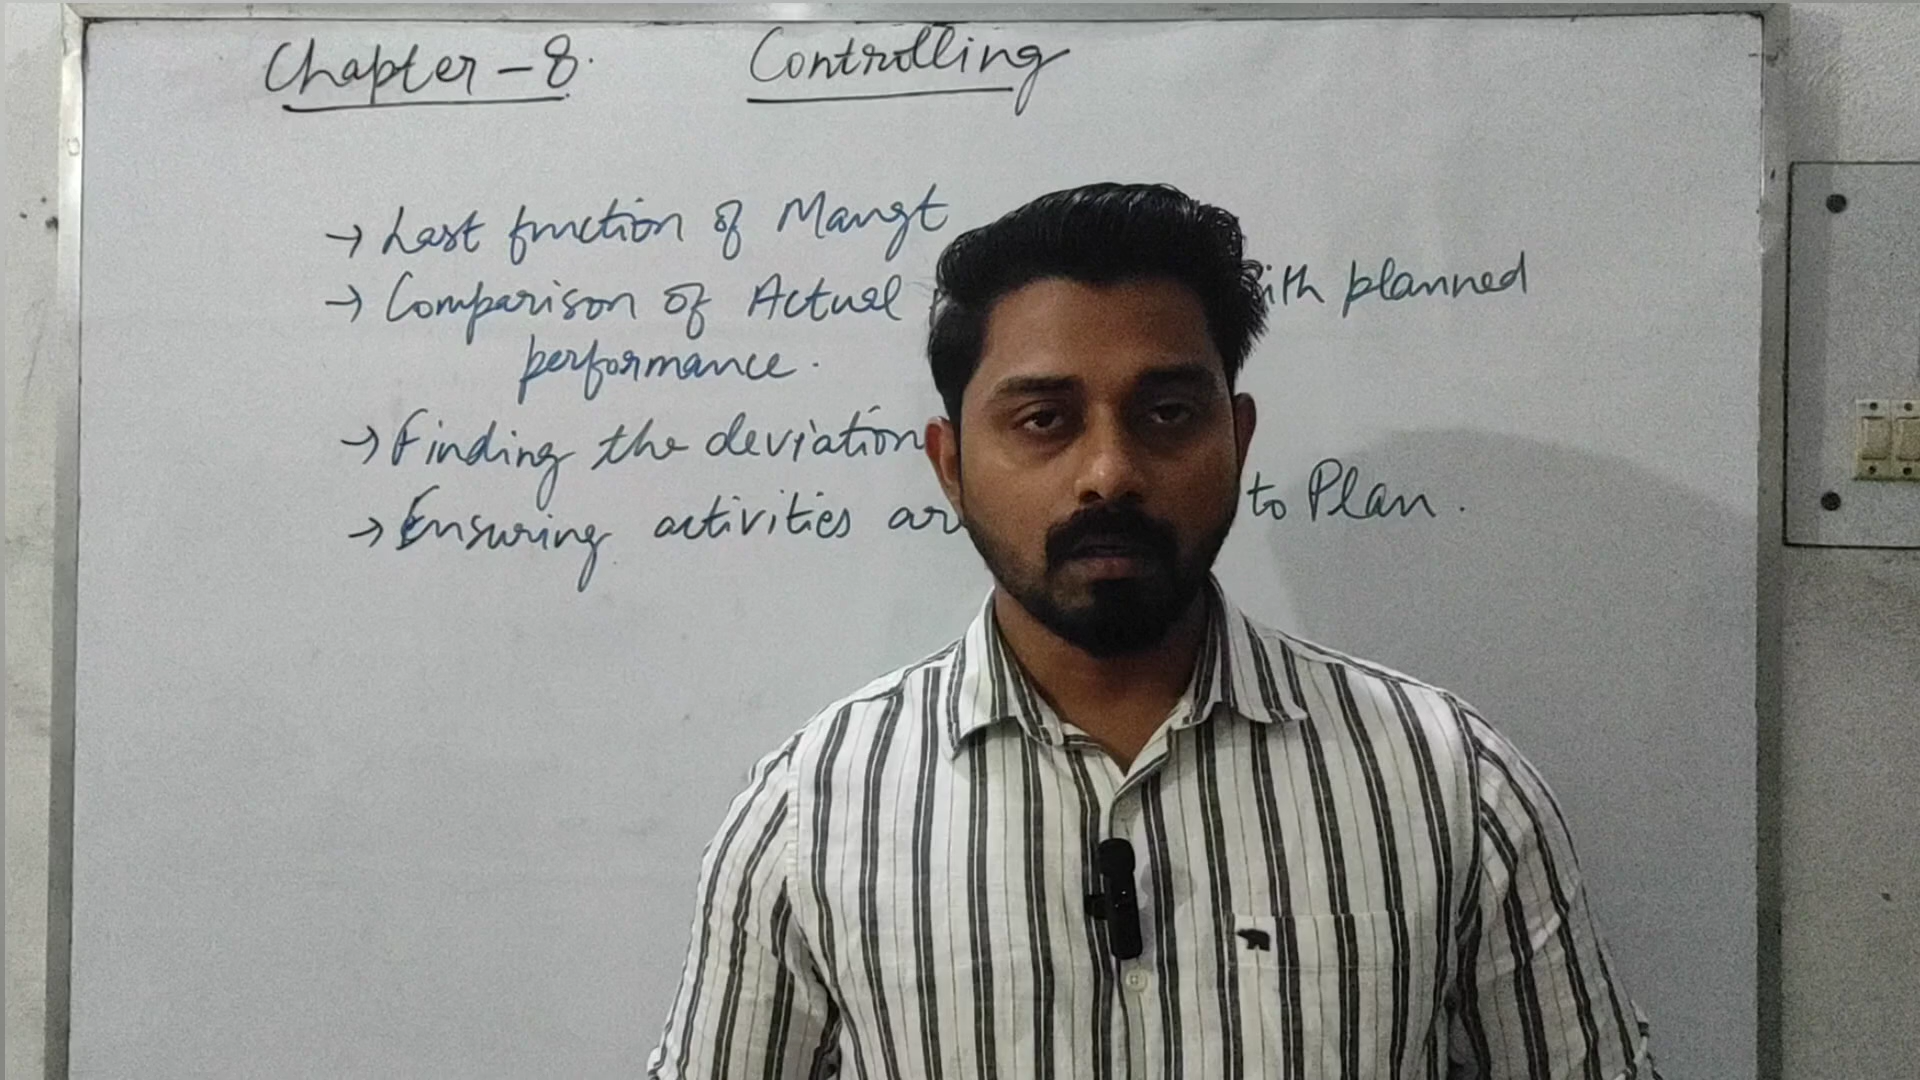 Chapter - 8. Controlling
→ Last function of Mangt
→ Comparison of Actual with planned
performance.
→ Finding the deviation
→ Ensuring activities to Plan.